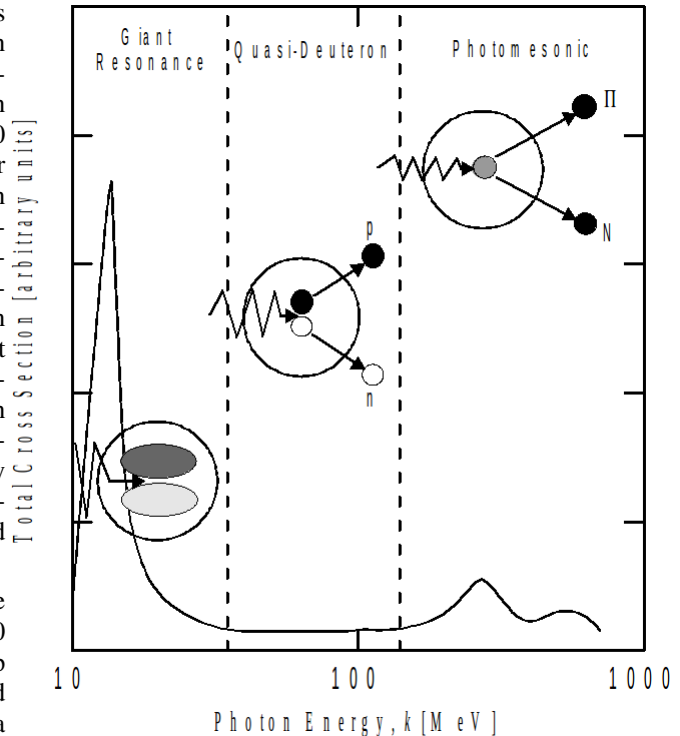 Giant
Resonance
Quasi-Deuteron
Photomesonic
Π
N
p
n
Total Cross Section [arbitrary units]
10
100
1000
Photon Energy, k [MeV]